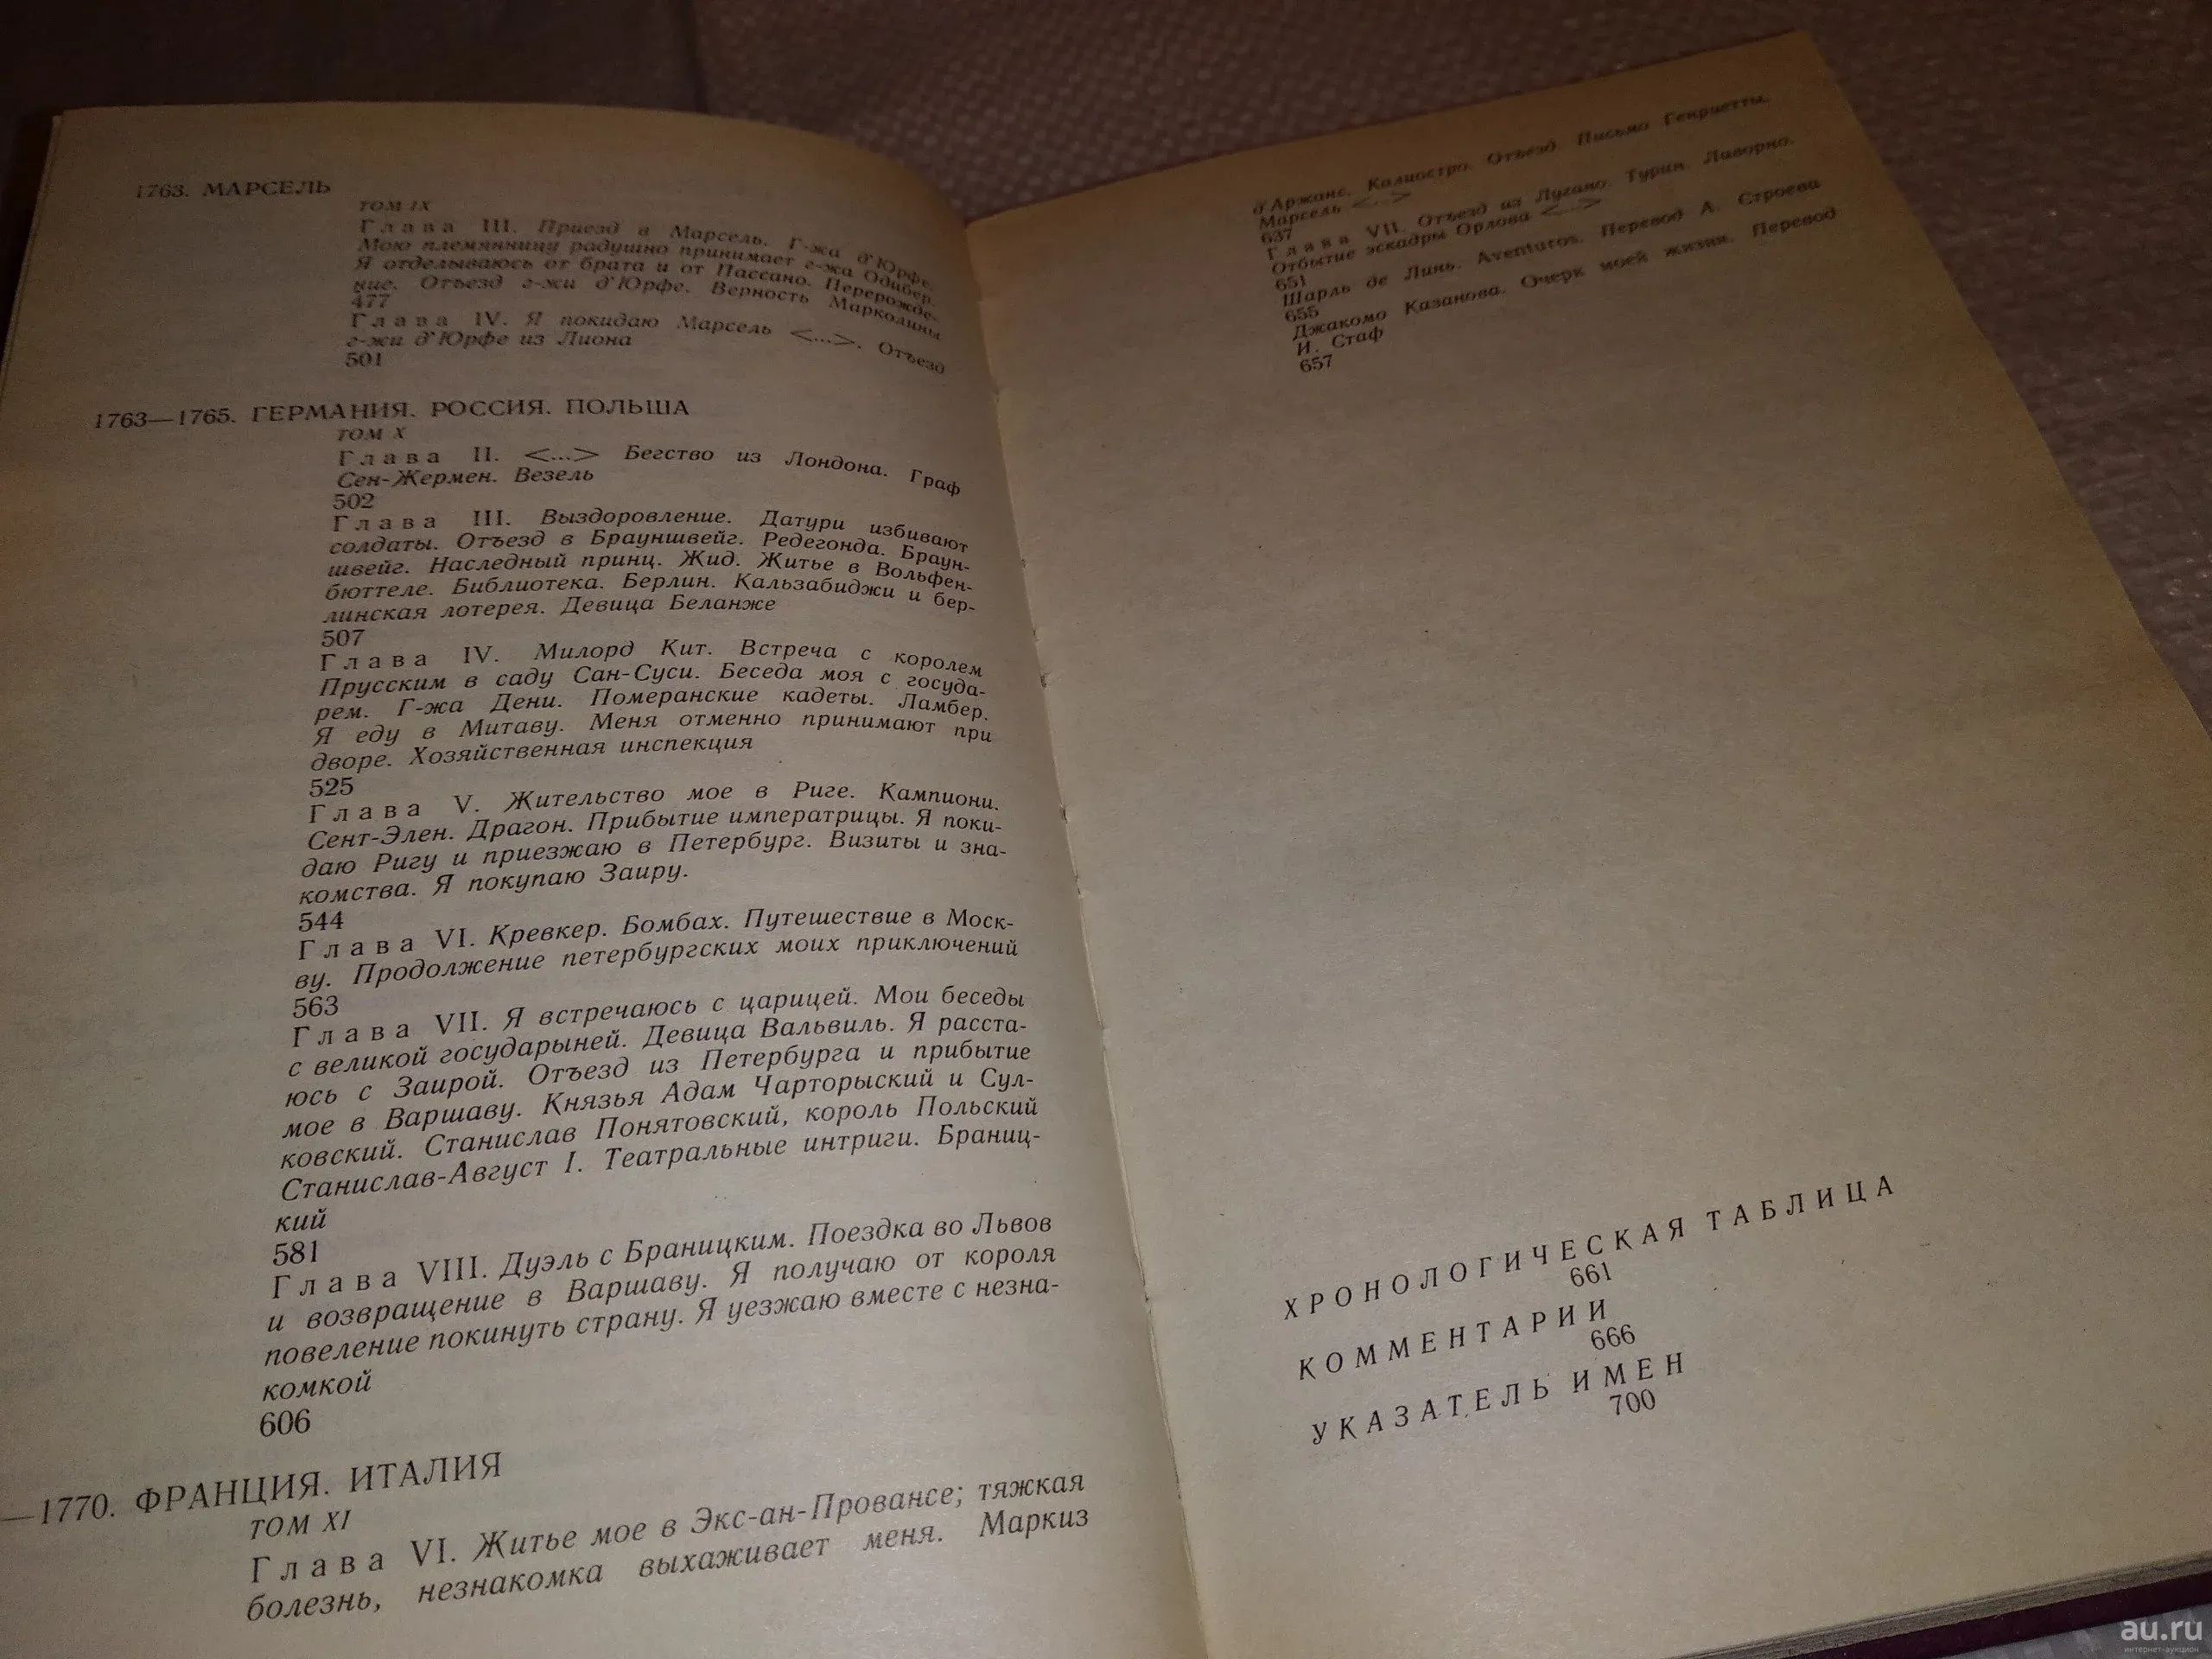 1763. МАРСЕЛЬ
ТОМ IX
Глава III. Приезд в Марсель. Г-жа д'Юрфе.
Мою племянницу радушно принимает г-жа Одибер.
Я отделываюсь от брата и от Пассано. Перерожде-
ние. Отъезд г-жи д'Юрфе. Верность Марколины
477
Глава IV. Я покидаю Марсель <...>. Отъезд
г-жи д'Юрфе из Лиона
501
1763—1765. ГЕРМАНИЯ. РОССИЯ. ПОЛЬША
ТОМ X
Глава II. <...> Бегство из Лондона. Граф
Сен-Жермен. Везель
502
Глава III. Выздоровление. Датури избивают
солдаты. Отъезд в Брауншвейг. Редегонда. Браун-
швейг. Наследный принц. Жид. Житье в Вольфен-
бюттеле. Библиотека. Берлин. Кальзабиджи и бер-
линская лотерея. Девица Беланже
507
Глава IV. Милорд Кит. Встреча с королем
Прусским в саду Сан-Суси. Беседа моя с госуда-
рем. Г-жа Дени. Померанские кадеты. Ламбер.
Я еду в Митаву. Меня отменно принимают при
дворе. Хозяйственная инспекция
525
Глава V. Жительство мое в Риге. Кампиони.
Сент-Элен. Драгон. Прибытие императрицы. Я поки-
даю Ригу и приезжаю в Петербург. Визиты и зна-
комства. Я покупаю Заиру.
544
Глава VI. Кревкер. Бомбах. Путешествие в Моск-
ву. Продолжение петербургских моих приключений
563
Глава VII. Я встречаюсь с царицей. Мои беседы
с великой государыней. Девица Вальвиль. Я расста-
юсь с Заирой. Отъезд из Петербурга и прибытие
мое в Варшаву. Князья Адам Чарторыский и Сул-
ковский. Станислав Понятовский, король Польский
Станислав-Август I. Театральные интриги. Браниц-
кий
581
Глава VIII. Дуэль с Браницким. Поездка во Львов
и возвращение в Варшаву. Я получаю от короля
повеление покинуть страну. Я уезжаю вместе с незна-
комкой
606
—1770. ФРАНЦИЯ. ИТАЛИЯ
ТОМ XI
Глава VI. Житье мое в Экс-ан-Провансе; тяжкая
болезнь, незнакомка выхаживает меня. Маркиз
д'Аржанс. Калиостро. Отъезд Письмо Генриетты.
Марсель <...>
637
Глава VII. Отъезд из Лугано. Турин. Ливорно.
Отбытие эскадры Орлова <...>
651
Шарль де Линь. Aventuros. Перевод А. Строева
655
Джакомо Казанова. Очерк моей жизни. Перевод
И. Стаф
657
ХРОНОЛОГИЧЕСКАЯ ТАБЛИЦА
661
КОММЕНТАРИИ
666
УКАЗАТЕЛЬ ИМЕН
700
au.ru
интернет-аукцион